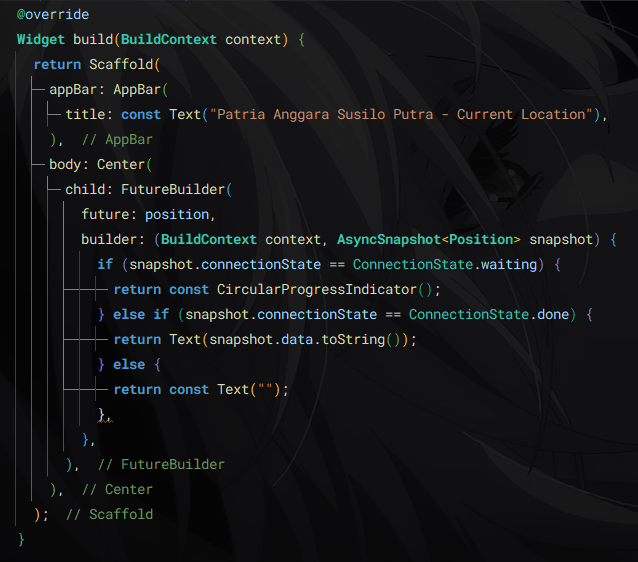 @override
Widget build(BuildContext context) {
  return Scaffold(
    appBar: AppBar(
      title: const Text("Patria Anggara Susilo Putra - Current Location"),
    ),  // AppBar
    body: Center(
      child: FutureBuilder(
        future: position,
        builder: (BuildContext context, AsyncSnapshot<Position> snapshot) {
          if (snapshot.connectionState == ConnectionState.waiting) {
            return const CircularProgressIndicator();
          } else if (snapshot.connectionState == ConnectionState.done) {
            return Text(snapshot.data.toString());
          } else {
            return const Text("");
          },
        },
      ),  // FutureBuilder
    ),  // Center
  );  // Scaffold
}